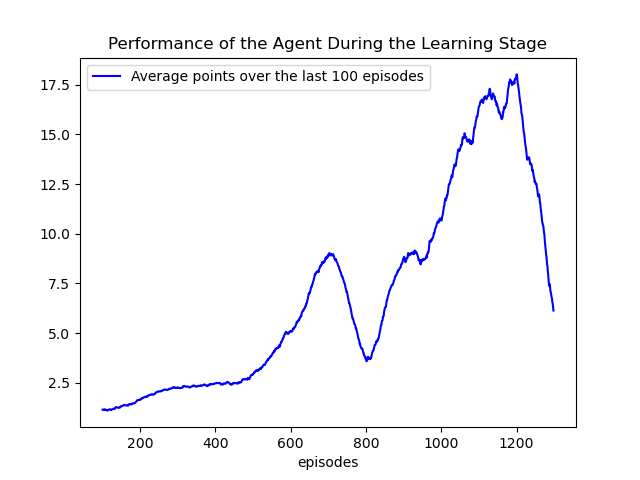 Performance of the Agent During the Learning Stage
Average points over the last 100 episodes
17.5
15.0
12.5
10.0
7.5
5.0
2.5
200 400 600 800 1000 1200
episodes